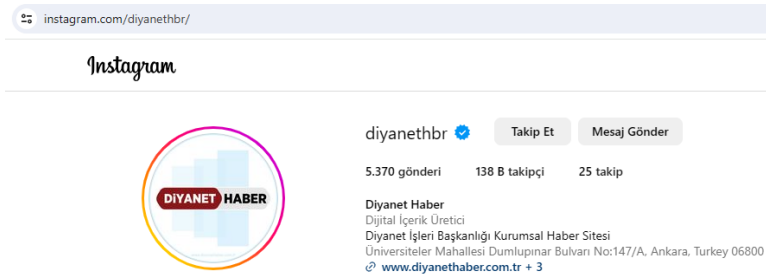 instagram.com/diyanethbr/
Instagram
diyanethbr Takip Et Mesaj Gönder
5.370 gönderi 138 B takipçi 25 takip
DİYANET HABER
Diyanet Haber
Dijital İçerik Üretici
Diyanet İşleri Başkanlığı Kurumsal Haber Sitesi
Üniversiteler Mahallesi Dumlupınar Bulvarı No:147/A, Ankara, Turkey 06800
www.diyanethaber.com.tr + 3